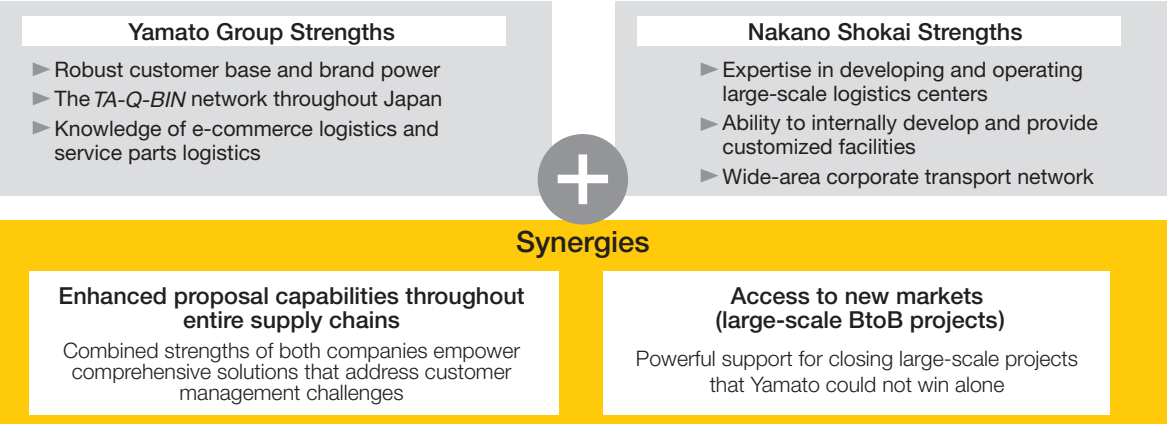 Yamato Group Strengths
► Robust customer base and brand power
► The TA-Q-BIN network throughout Japan
► Knowledge of e-commerce logistics and
service parts logistics
Nakano Shokai Strengths
► Expertise in developing and operating
large-scale logistics centers
► Ability to internally develop and provide
customized facilities
► Wide-area corporate transport network
+
Synergies
Enhanced proposal capabilities throughout
entire supply chains
Combined strengths of both companies empower
comprehensive solutions that address customer
management challenges
Access to new markets
(large-scale BtoB projects)
Powerful support for closing large-scale projects
that Yamato could not win alone